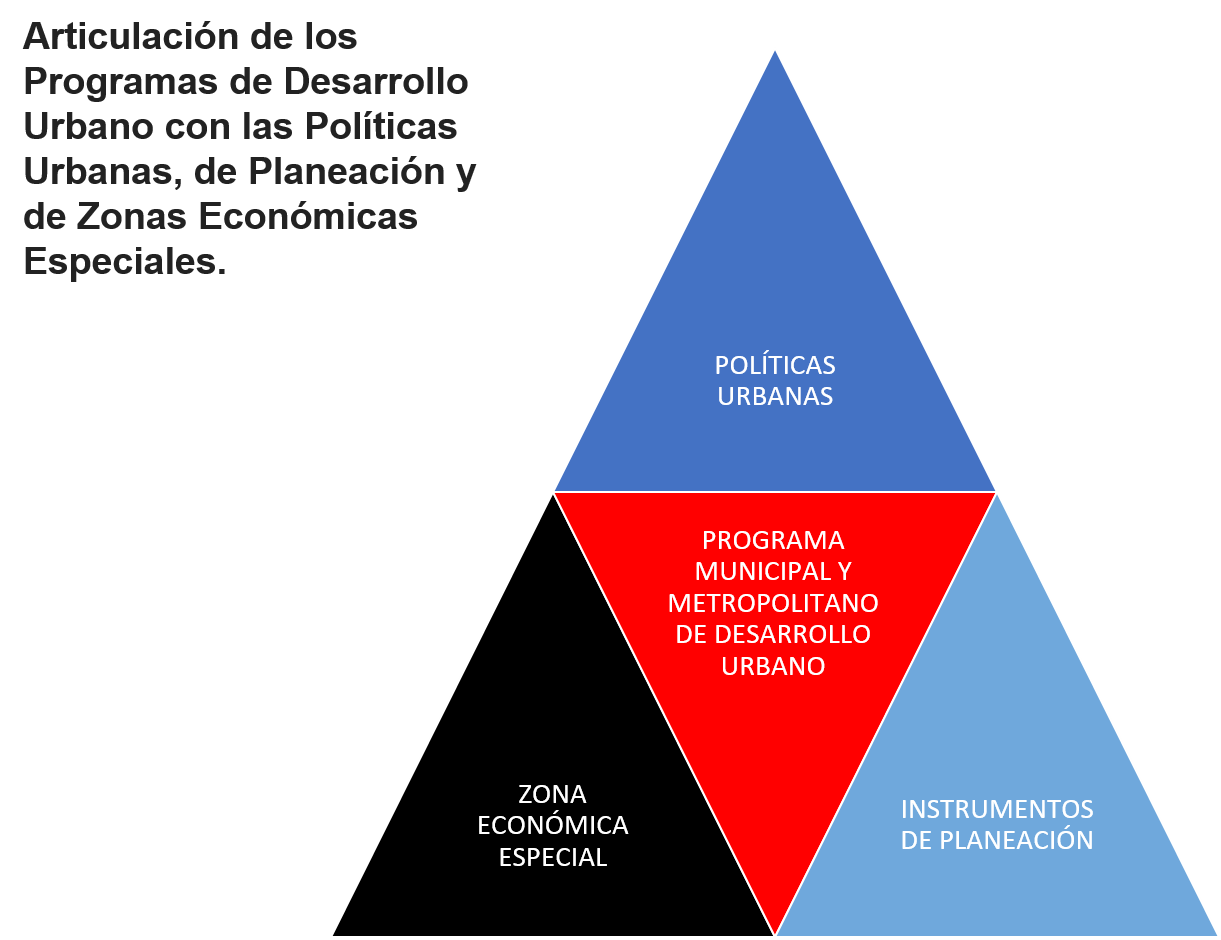 Articulación de los
Programas de Desarrollo
Urbano con las Políticas
Urbanas, de Planeación y
de Zonas Económicas
Especiales.
POLÍTICAS
URBANAS
PROGRAMA
MUNICIPAL Y
METROPOLITANO
DE DESARROLLO
URBANO
ZONA
ECONÓMICA
ESPECIAL
INSTRUMENTOS
DE PLANEACIÓN